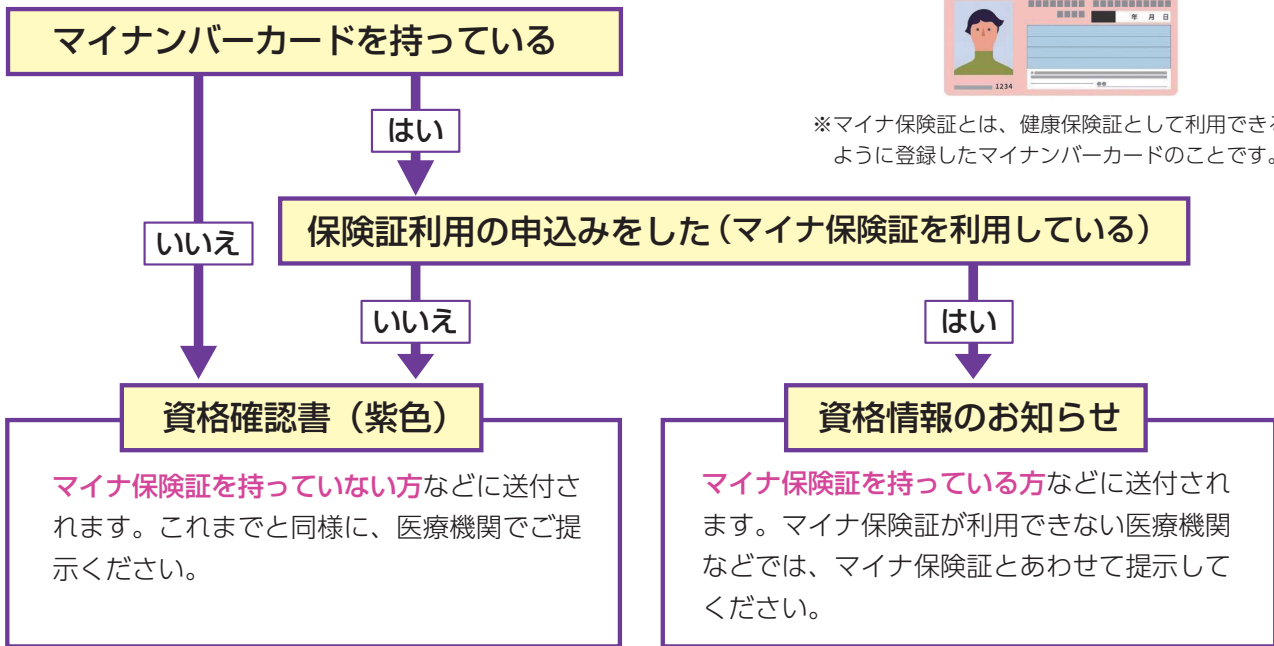 マイナンバーカードを持っている
年 月 日
1234
はい
※マイナ保険証とは、健康保険証として利用できる
ように登録したマイナンバーカードのことです。
いいえ
保険証利用の申込みをした（マイナ保険証を利用している）
いいえ
はい
資格確認書（紫色）
マイナ保険証を持っていない方などに送付さ
れます。これまでと同様に、医療機関でご提
示ください。
資格情報のお知らせ
マイナ保険証を持っている方などに送付され
ます。マイナ保険証が利用できない医療機関
などでは、マイナ保険証とあわせて提示して
ください。